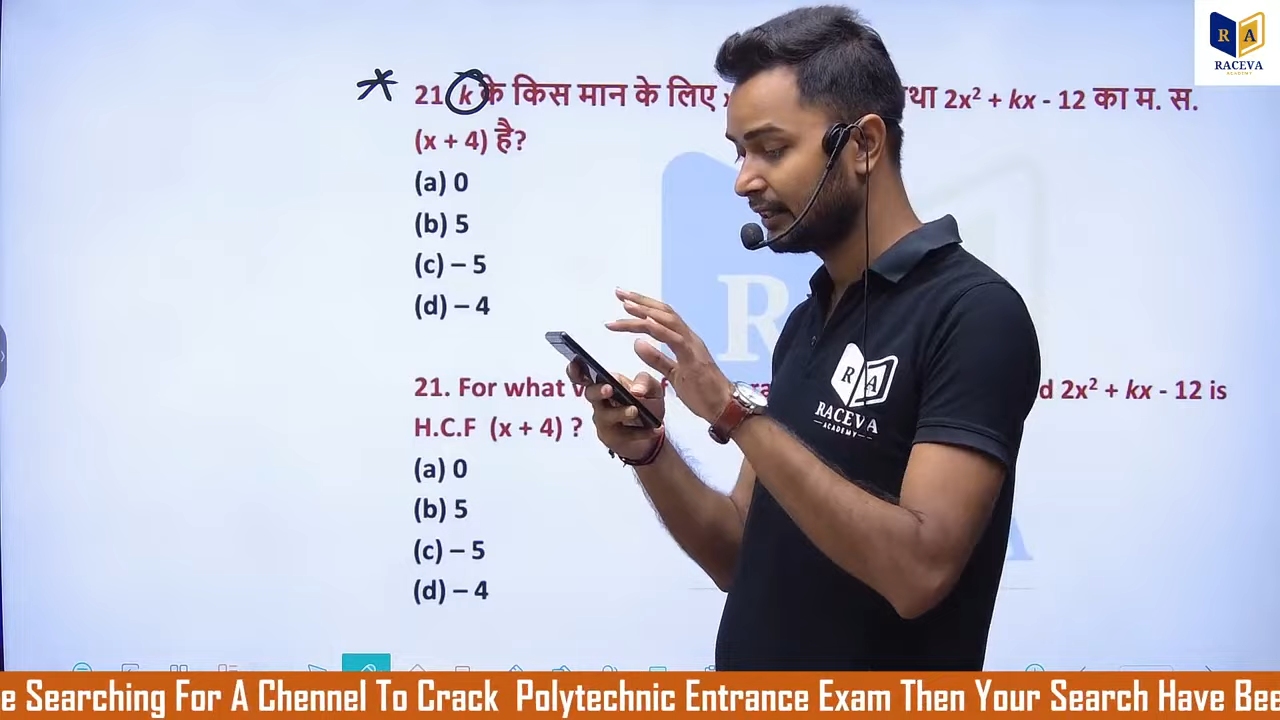 R A
RACEVA
ACADEMY
21 k के किस मान के लिए 2x² + kx - 12 का म. स.
(x + 4) है?
(a) 0
(b) 5
(c) – 5
(d) – 4
R
21. For what 2x² + kx - 12 is
H.C.F (x + 4) ?
(a) 0
(b) 5
(c) – 5
(d) – 4
R A
RACEVA
ACADEMY
A
e Searching For A Chennel To Crack Polytechnic Entrance Exam Then Your Search Have Bee